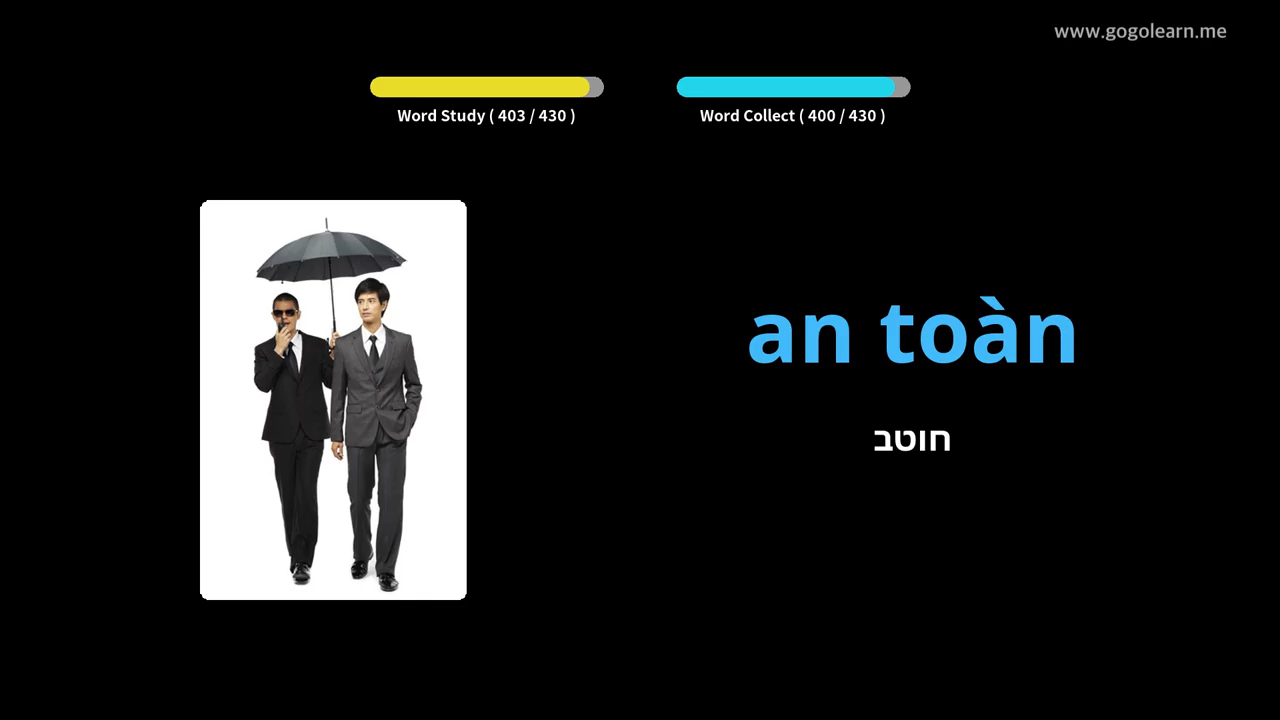 www.gogolearn.me
Word Study ( 403 / 430 )
Word Collect ( 400 / 430 )
an toàn
חוטב